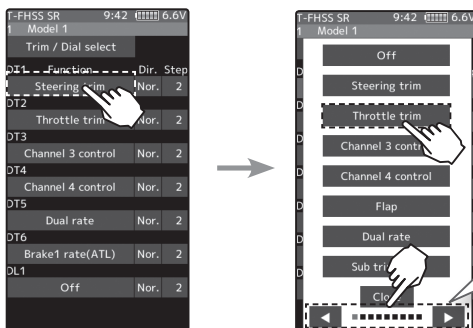 T-FHSS SR 9:42 6.6V
1 Model 1
Trim / Dial select
DT1 Function Dir. Step
Steering trim Nor. 2
DT2
Throttle trim Nor. 2
DT3
Channel 3 control Nor. 2
DT4
Channel 4 control Nor. 2
DT5
Dual rate Nor. 2
DT6
Brake1 rate(ATL) Nor. 2
DL1
Off Nor. 2
T-FHSS SR 9:42 6.6V
1 Model 1
Off
Steering trim
Throttle trim
Channel 3
Channel 4 control
Flap
Dual rate
Sub